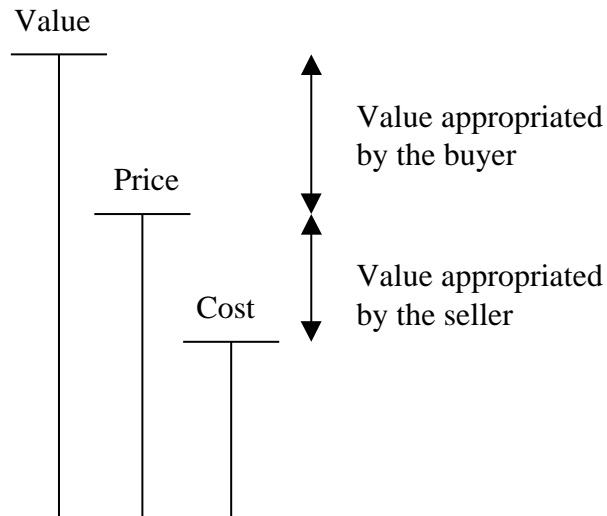 Value
Value appropriated
by the buyer
Price
Value appropriated
by the seller
Cost